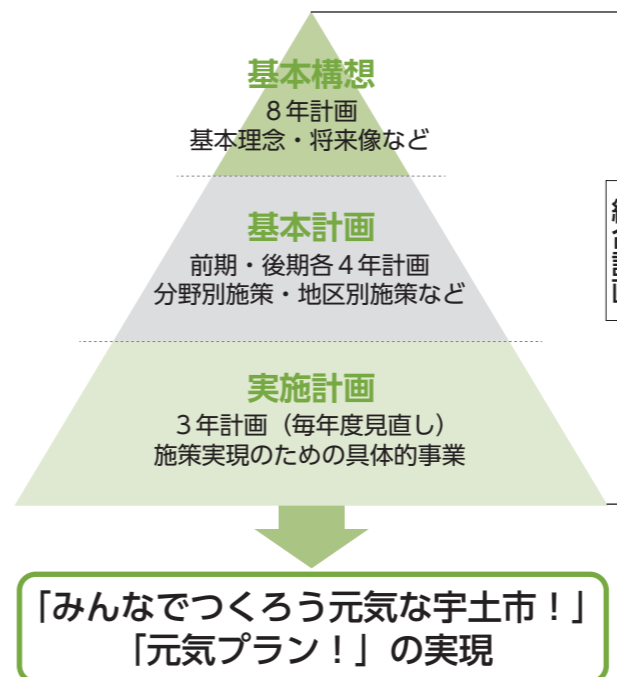 基本構想
８年計画
基本理念・将来像など
基本計画
前期・後期各４年計画
分野別施策・地区別施策など
実施計画
３年計画（毎年度見直し）
施策実現のための具体的事業
「みんなでつくろう元気な宇土市！」
「元気プラン！」の実現